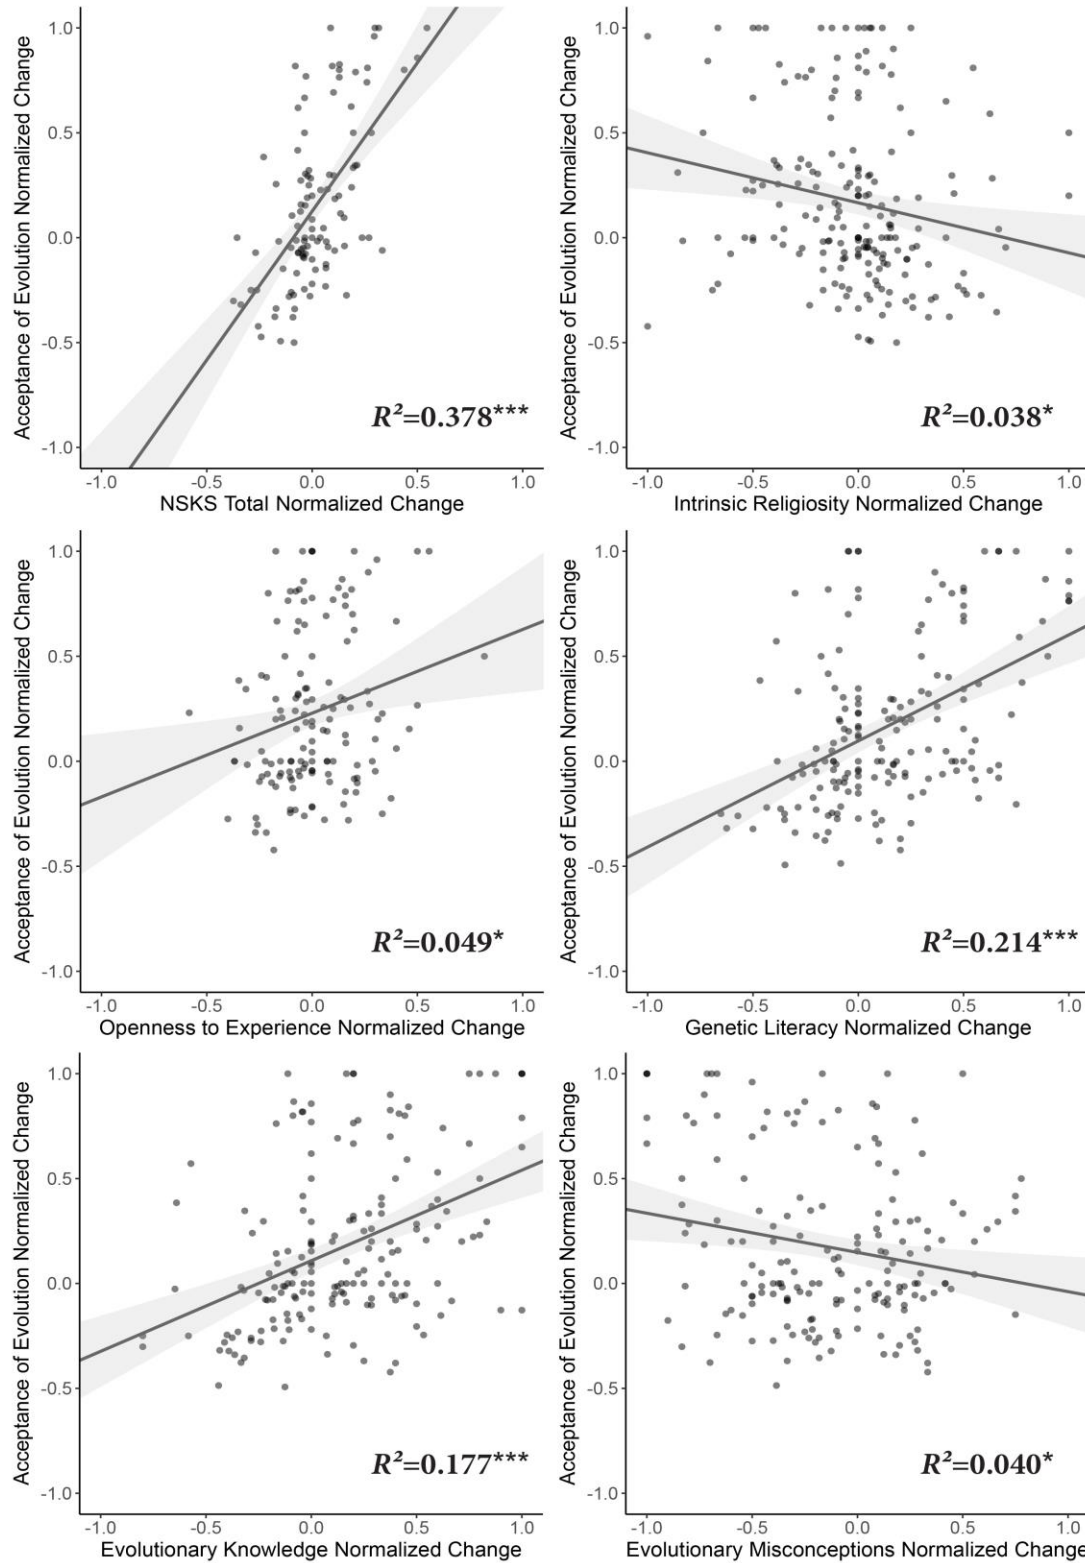 Acceptance of Evolution Normalized Change
1.0
0.5
0.0
-0.5
-1.0
R²=0.378***
-1.0 -0.5 0.0 0.5 1.0
NSKS Total Normalized Change
Acceptance of Evolution Normalized Change
1.0
0.5
0.0
-0.5
-1.0
R²=0.038*
-1.0 -0.5 0.0 0.5 1.0
Intrinsic Religiosity Normalized Change
Acceptance of Evolution Normalized Change
1.0
0.5
0.0
-0.5
-1.0
R²=0.049*
-1.0 -0.5 0.0 0.5 1.0
Openness to Experience Normalized Change
Acceptance of Evolution Normalized Change
1.0
0.5
0.0
-0.5
-1.0
R²=0.214***
-1.0 -0.5 0.0 0.5 1.0
Genetic Literacy Normalized Change
Acceptance of Evolution Normalized Change
1.0
0.5
0.0
-0.5
-1.0
R²=0.177***
-1.0 -0.5 0.0 0.5 1.0
Evolutionary Knowledge Normalized Change
Acceptance of Evolution Normalized Change
1.0
0.5
0.0
-0.5
-1.0
R²=0.040*
-1.0 -0.5 0.0 0.5 1.0
Evolutionary Misconceptions Normalized Change